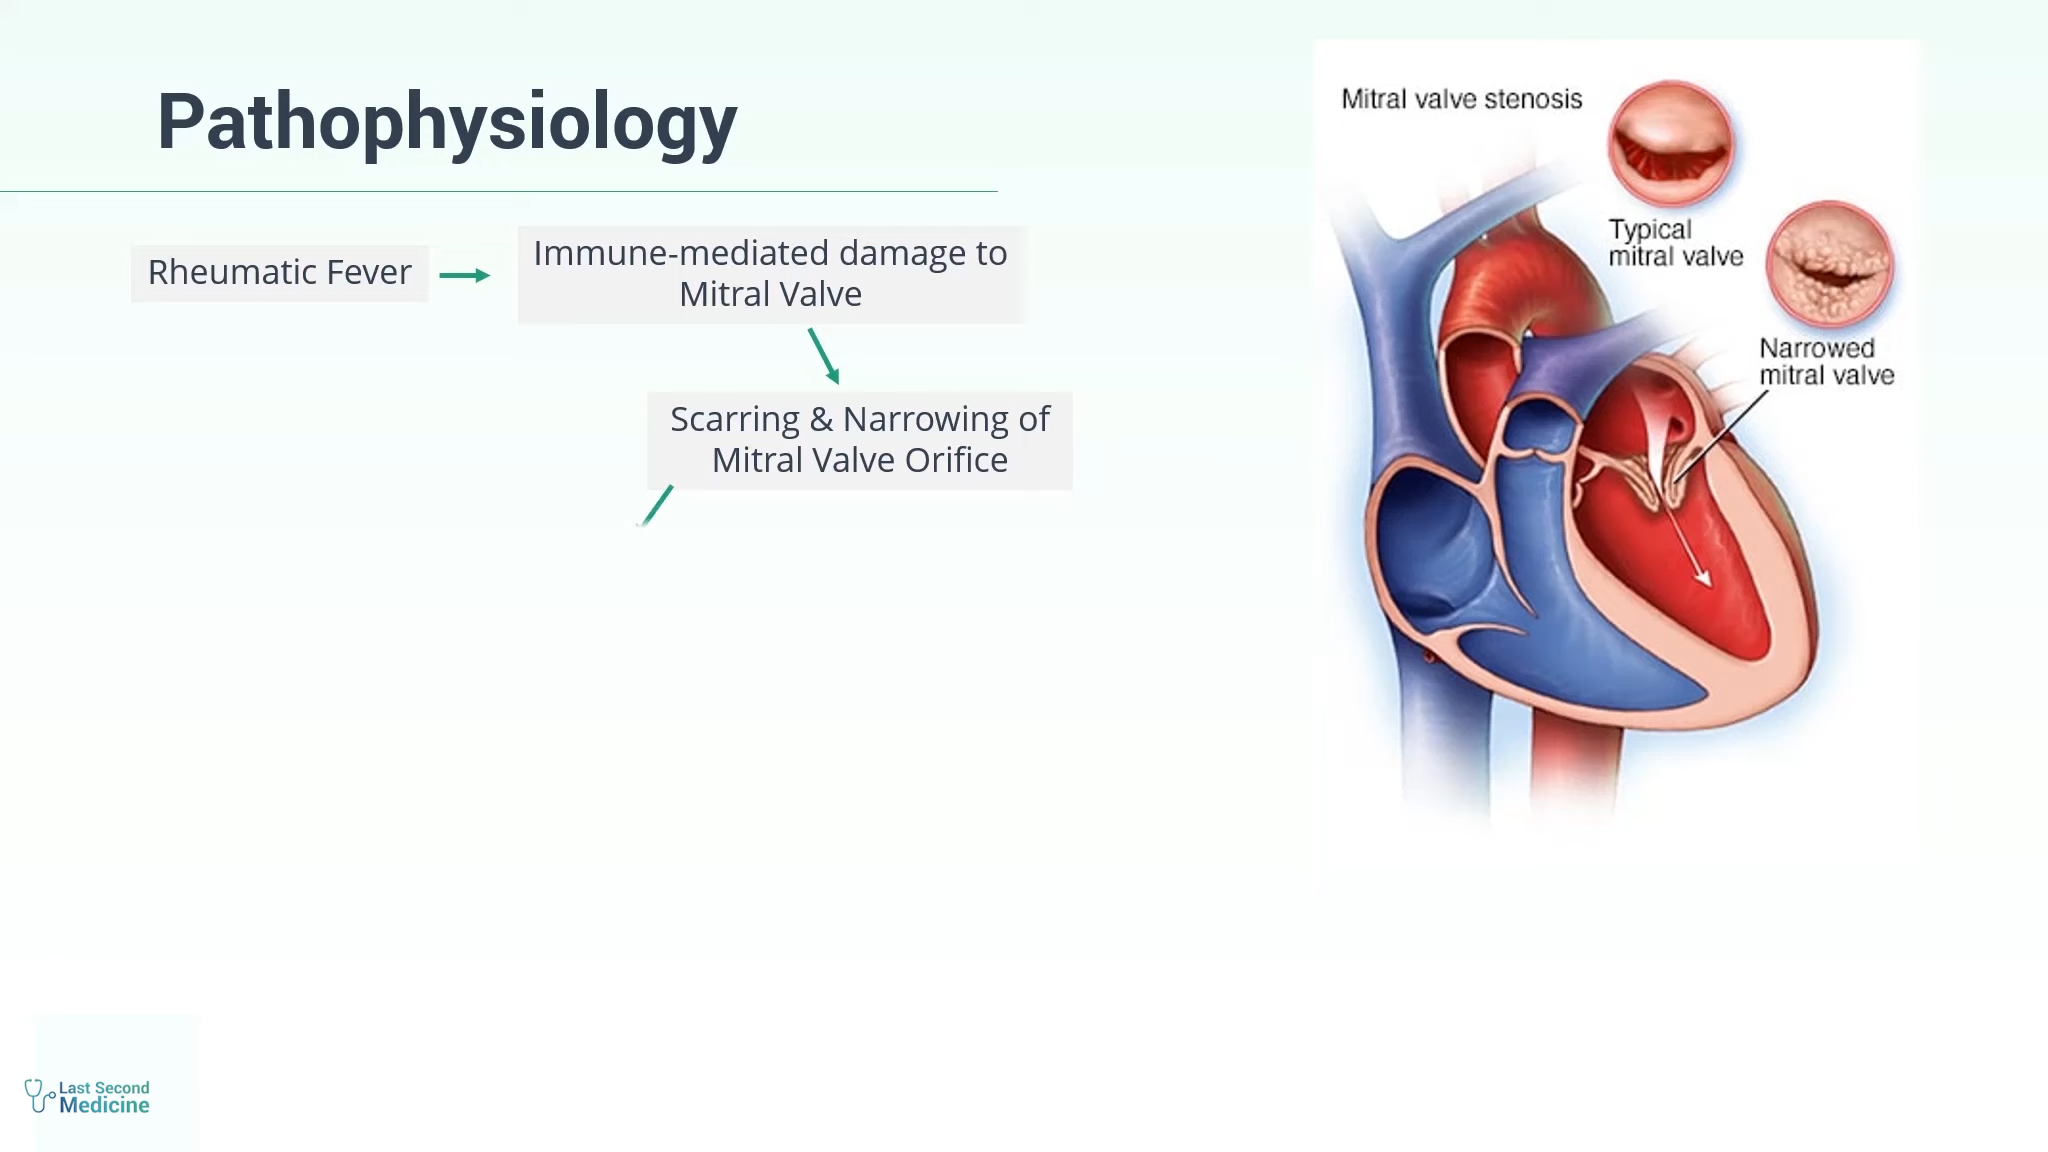 Pathophysiology
Rheumatic Fever
Immune-mediated damage to
Mitral Valve
Scarring & Narrowing of
Mitral Valve Orifice
Mitral valve stenosis
Typical
mitral valve
Narrowed
mitral valve
Last Second
Medicine